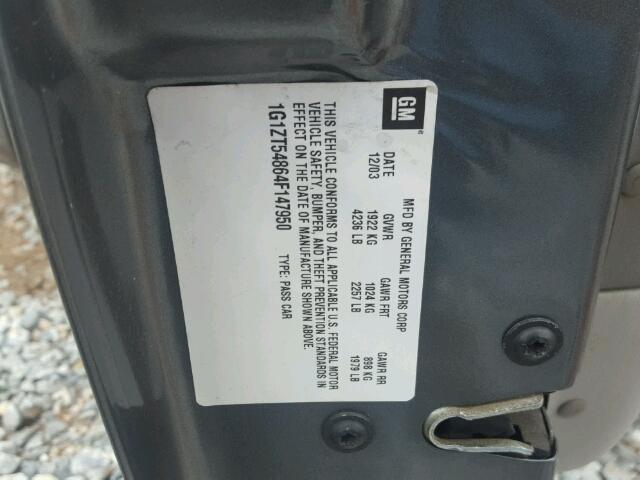 GM
MFD BY GENERAL MOTORS CORP
DATE GVWR GAWR FRT GAWR RR
12/03 1922 KG 1024 KG 898 KG
4236 LB 2257 LB 1979 LB
THIS VEHICLE CONFORMS TO ALL APPLICABLE U.S. FEDERAL MOTOR
VEHICLE SAFETY, BUMPER, AND THEFT PREVENTION STANDARDS IN
EFFECT ON THE DATE OF MANUFACTURE SHOWN ABOVE.
1G1ZT54864F147950 TYPE: PASS CAR